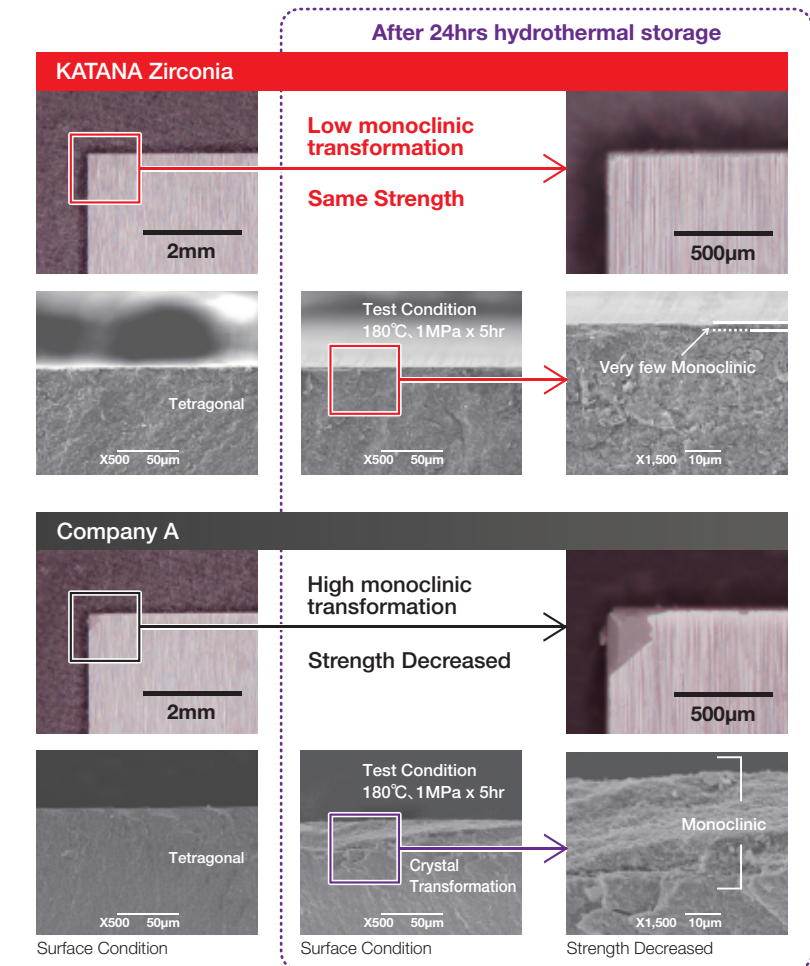 After 24hrs hydrothermal storage
KATANA Zirconia
Low monoclinic
transformation
Same Strength
2mm
500μm
Test Condition
180℃、1MPa x 5hr
Very few Monoclinic
Tetragonal
X500 50μm
X500 50μm
X1,500 10μm
Company A
High monoclinic
transformation
Strength Decreased
2mm
500μm
Test Condition
180℃、1MPa x 5hr
Monoclinic
Tetragonal
Crystal
Transformation
X500 50μm
X500 50μm
X1,500 10μm
Surface Condition
Surface Condition
Strength Decreased